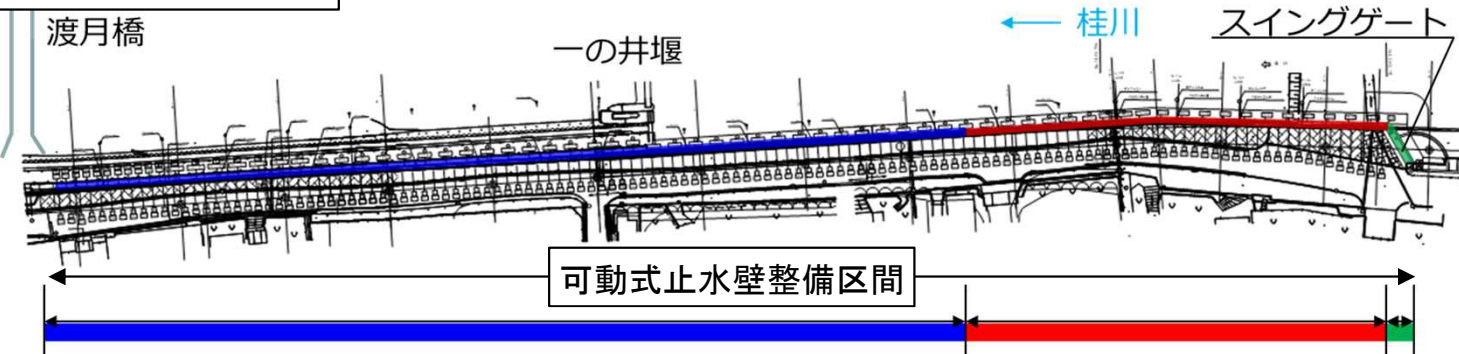 渡月橋
一の井堰
桂川
スイングゲート
可動式止水壁整備区間